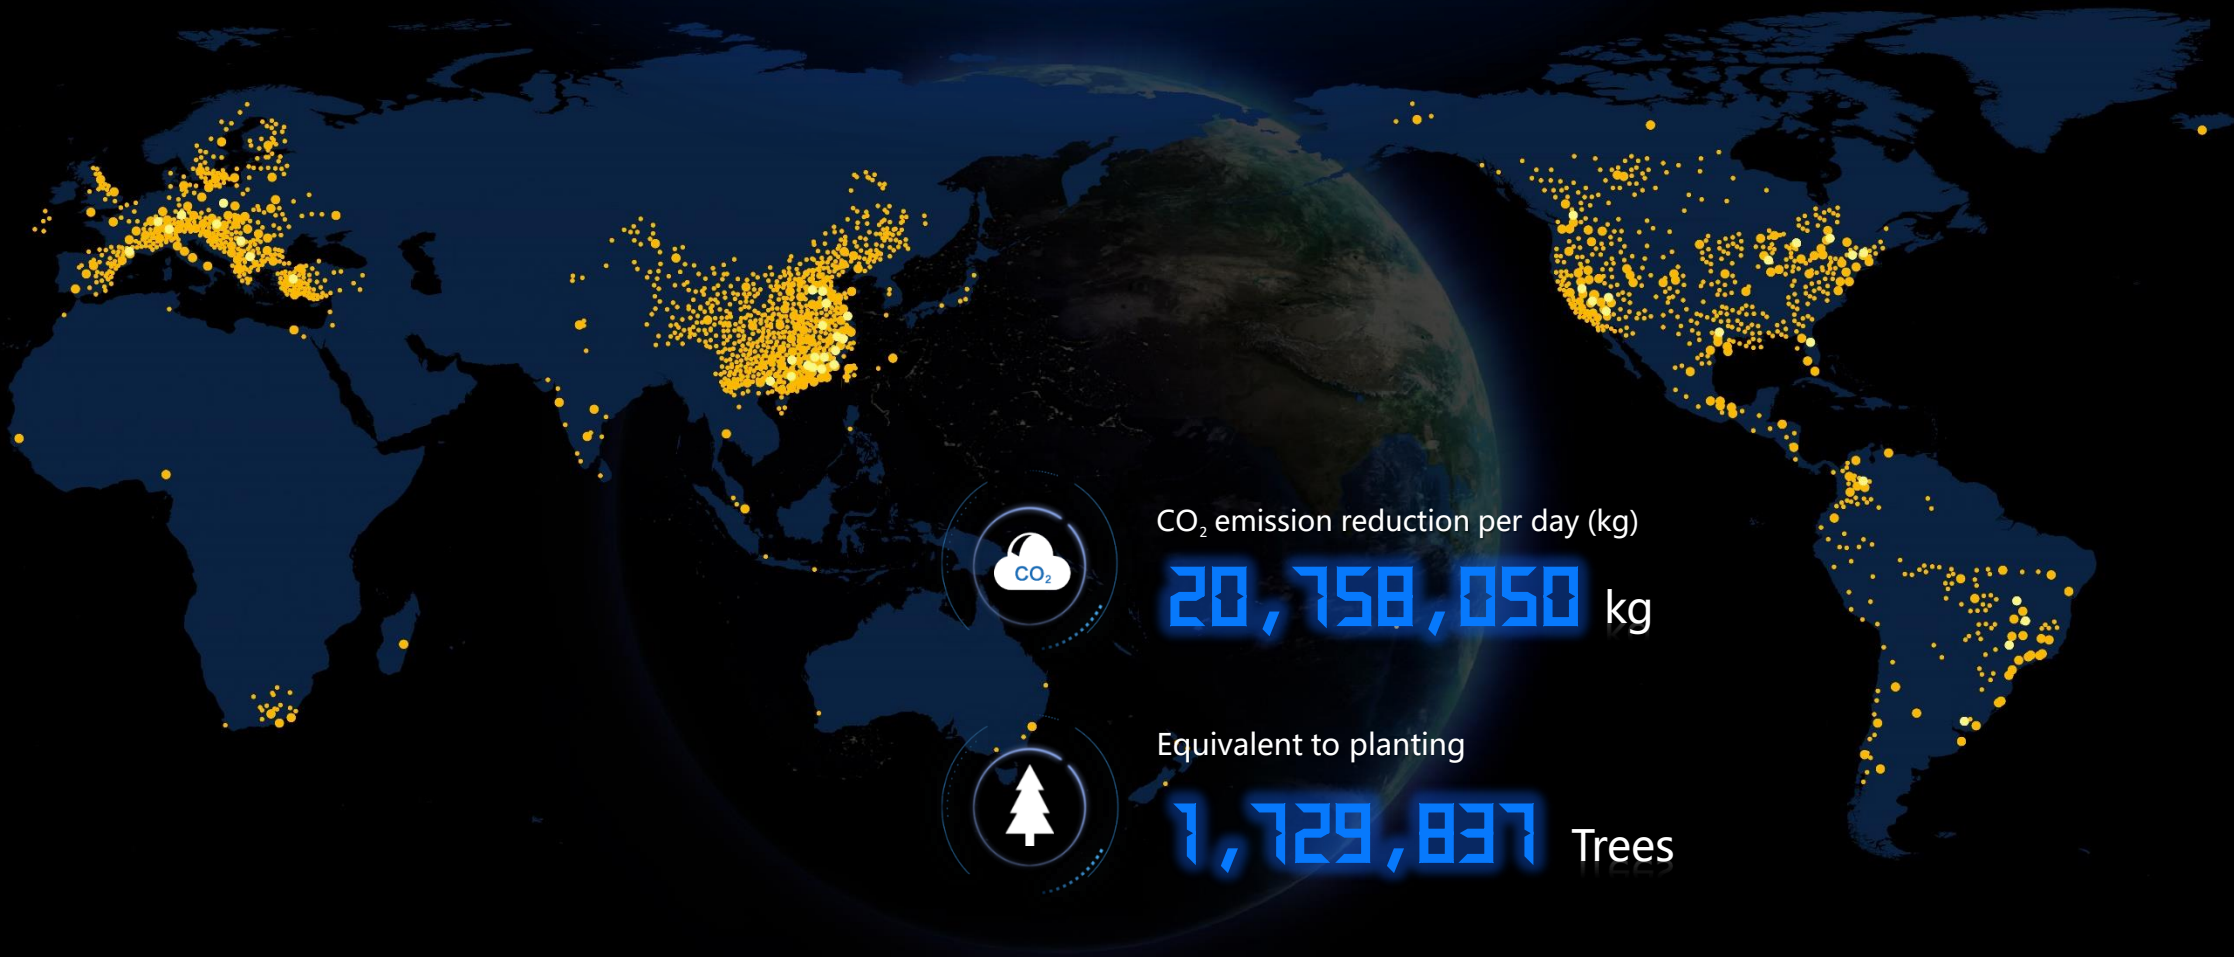 CO₂ emission reduction per day (kg)
CO₂
20,758,050 kg
Equivalent to planting
1,729,837 Trees